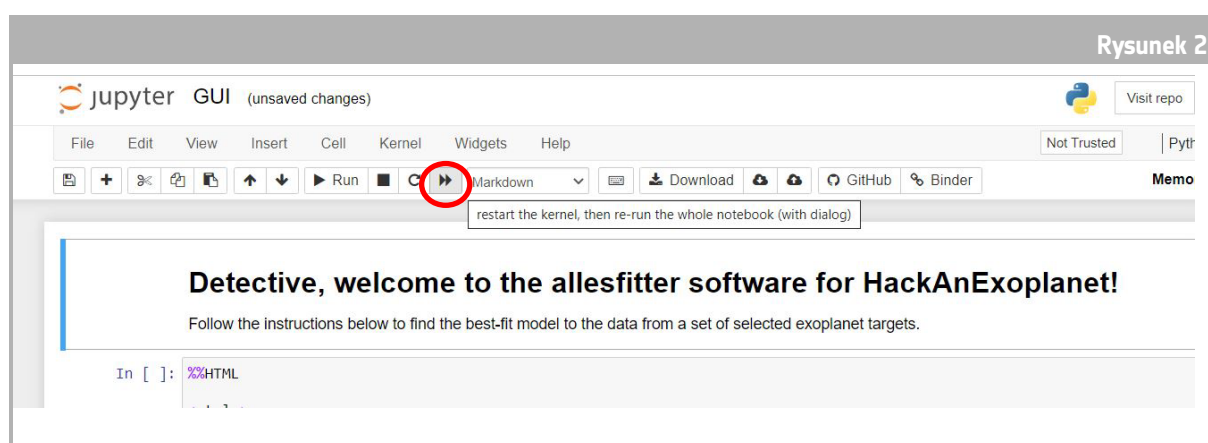 Rysunek 2
jupyter GUI (unsaved changes)
Visit repo
File Edit View Insert Cell Kernel Widgets Help
Not Trusted
Run Markdown Download GitHub Binder
restart the kernel, then re-run the whole notebook (with dialog)
Detective, welcome to the allesfitter software for HackAnExoplanet!
Follow the instructions below to find the best-fit model to the data from a set of selected exoplanet targets.
In [ ]: %%HTML